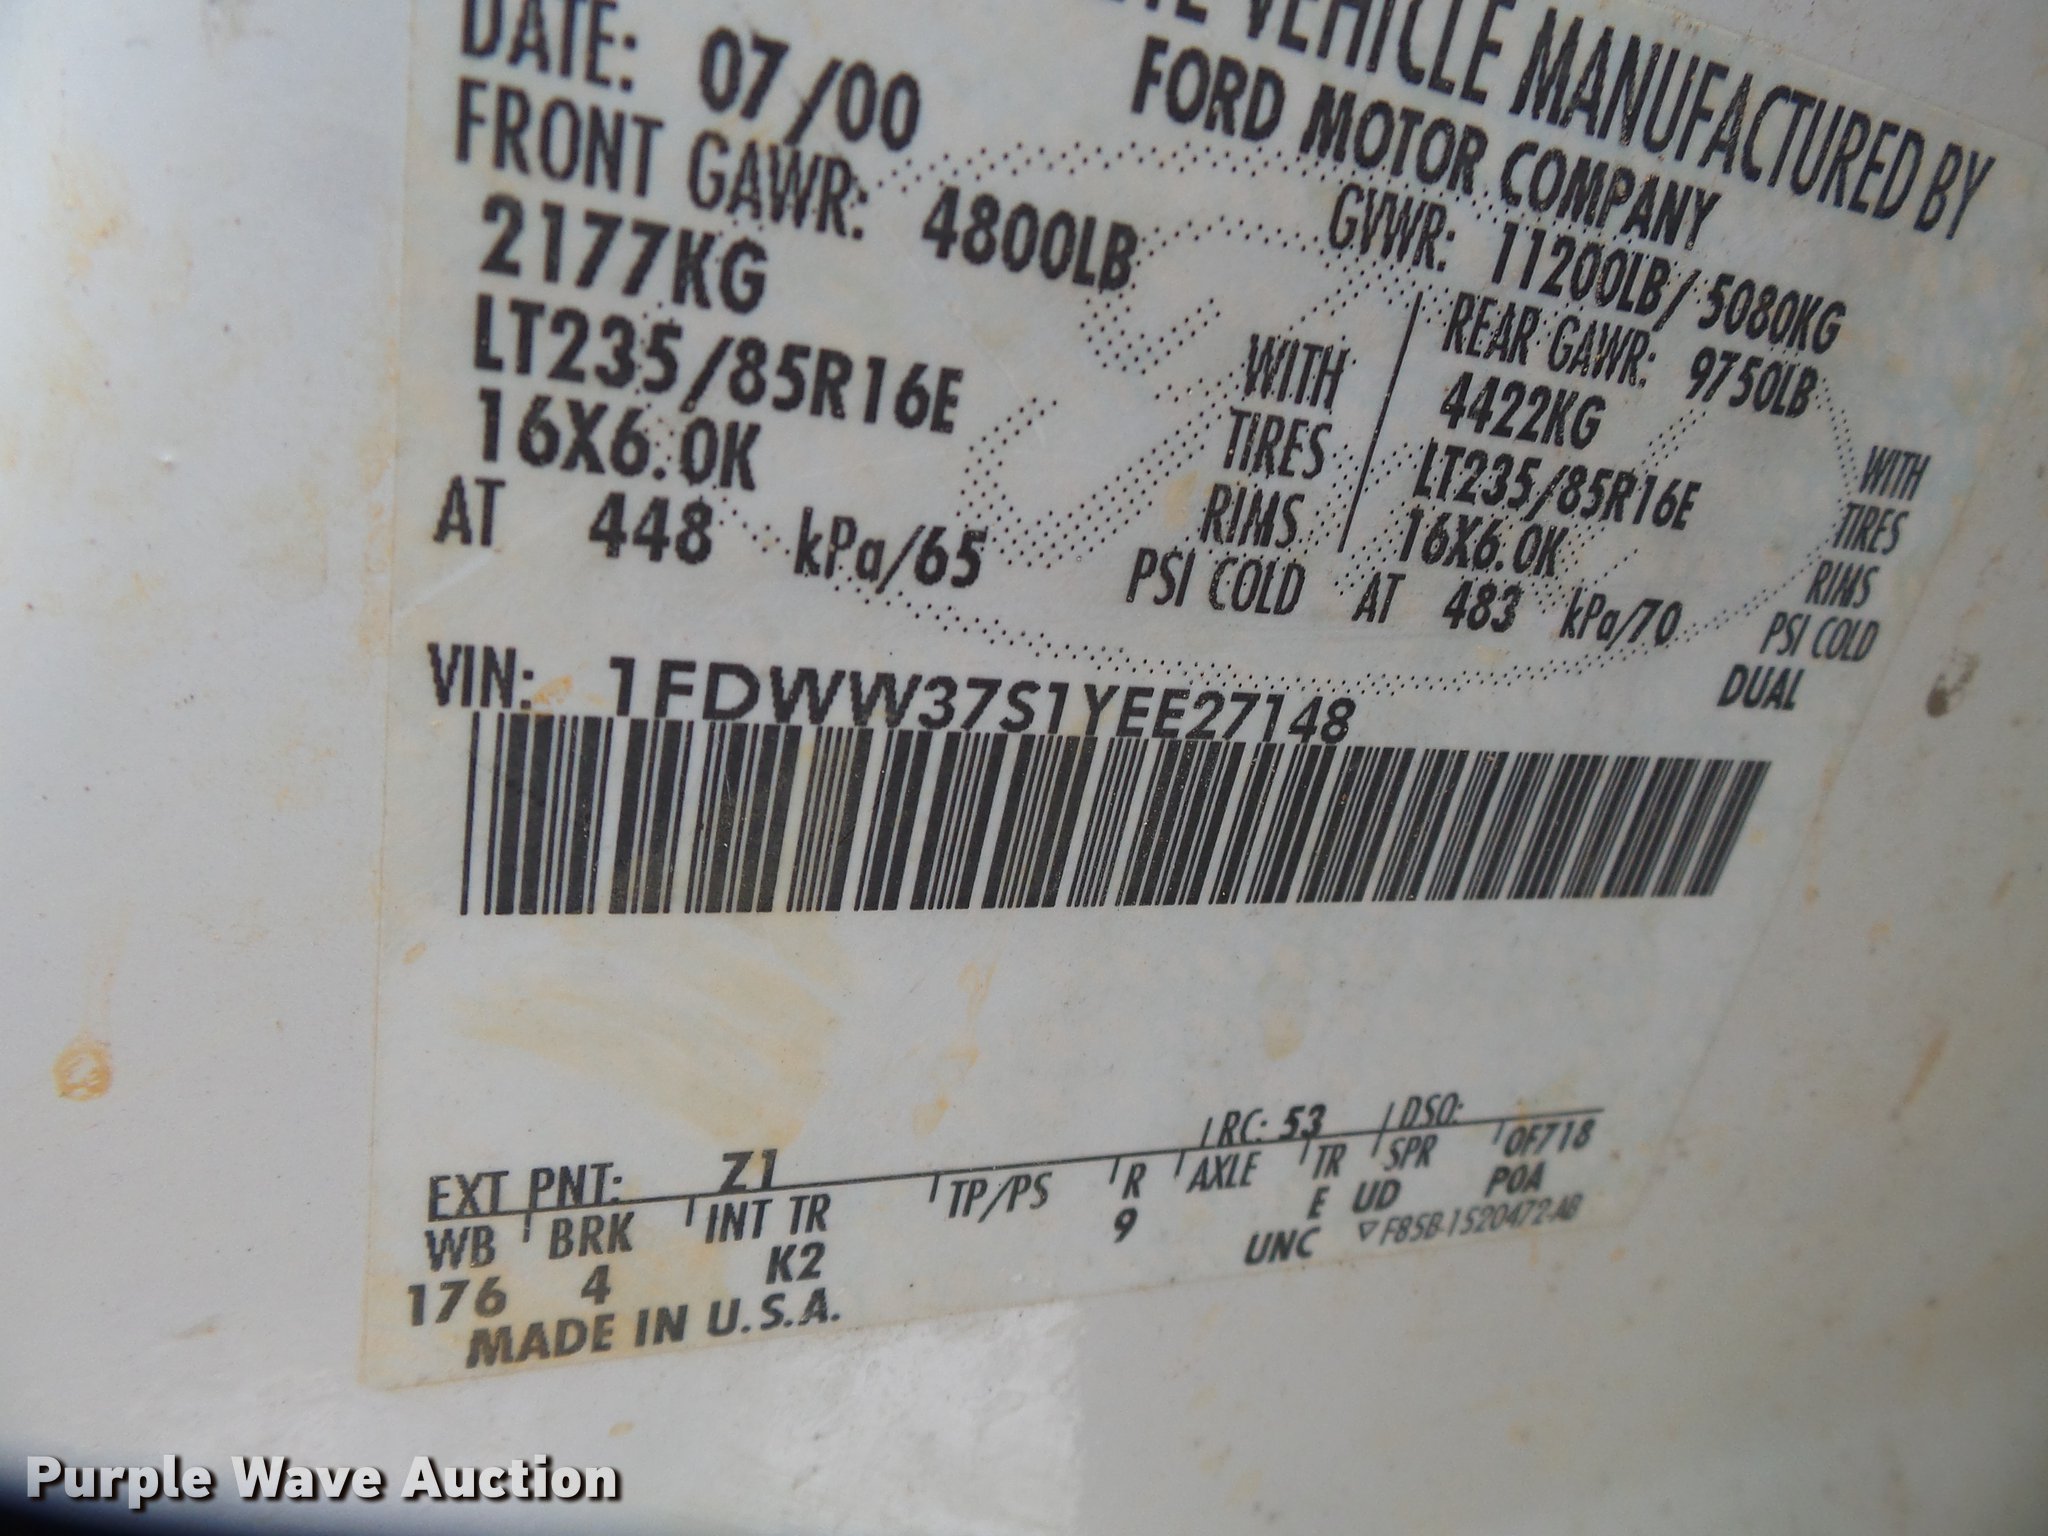 VEHICLE MANUFACTURED BY
FORD MOTOR COMPANY
DATE: 07/00
GVWR: 11200LB/ 5080KG
FRONT GAWR: 4800LB
REAR GAWR: 9750LB
2177KG WITH
4422KG WITH
LT235/85R16E TIRES
LT235/85R16E TIRES
16X6.0K RIMS
16X6.0K RIMS
AT 448 kPa/65 PSI COLD
AT 483 kPa/70 PSI COLD
DUAL
VIN: 1FDWW37S1YEE27148
EXT PNT: Z1 RC: 53 DSO:
WB BRK INT TR TP/PS R AXLE TR SPR 0F718
176 4 K2 9 E UD P0A
MADE IN U.S.A.
UNC ▽F85B-1520472-AB
Purple Wave Auction